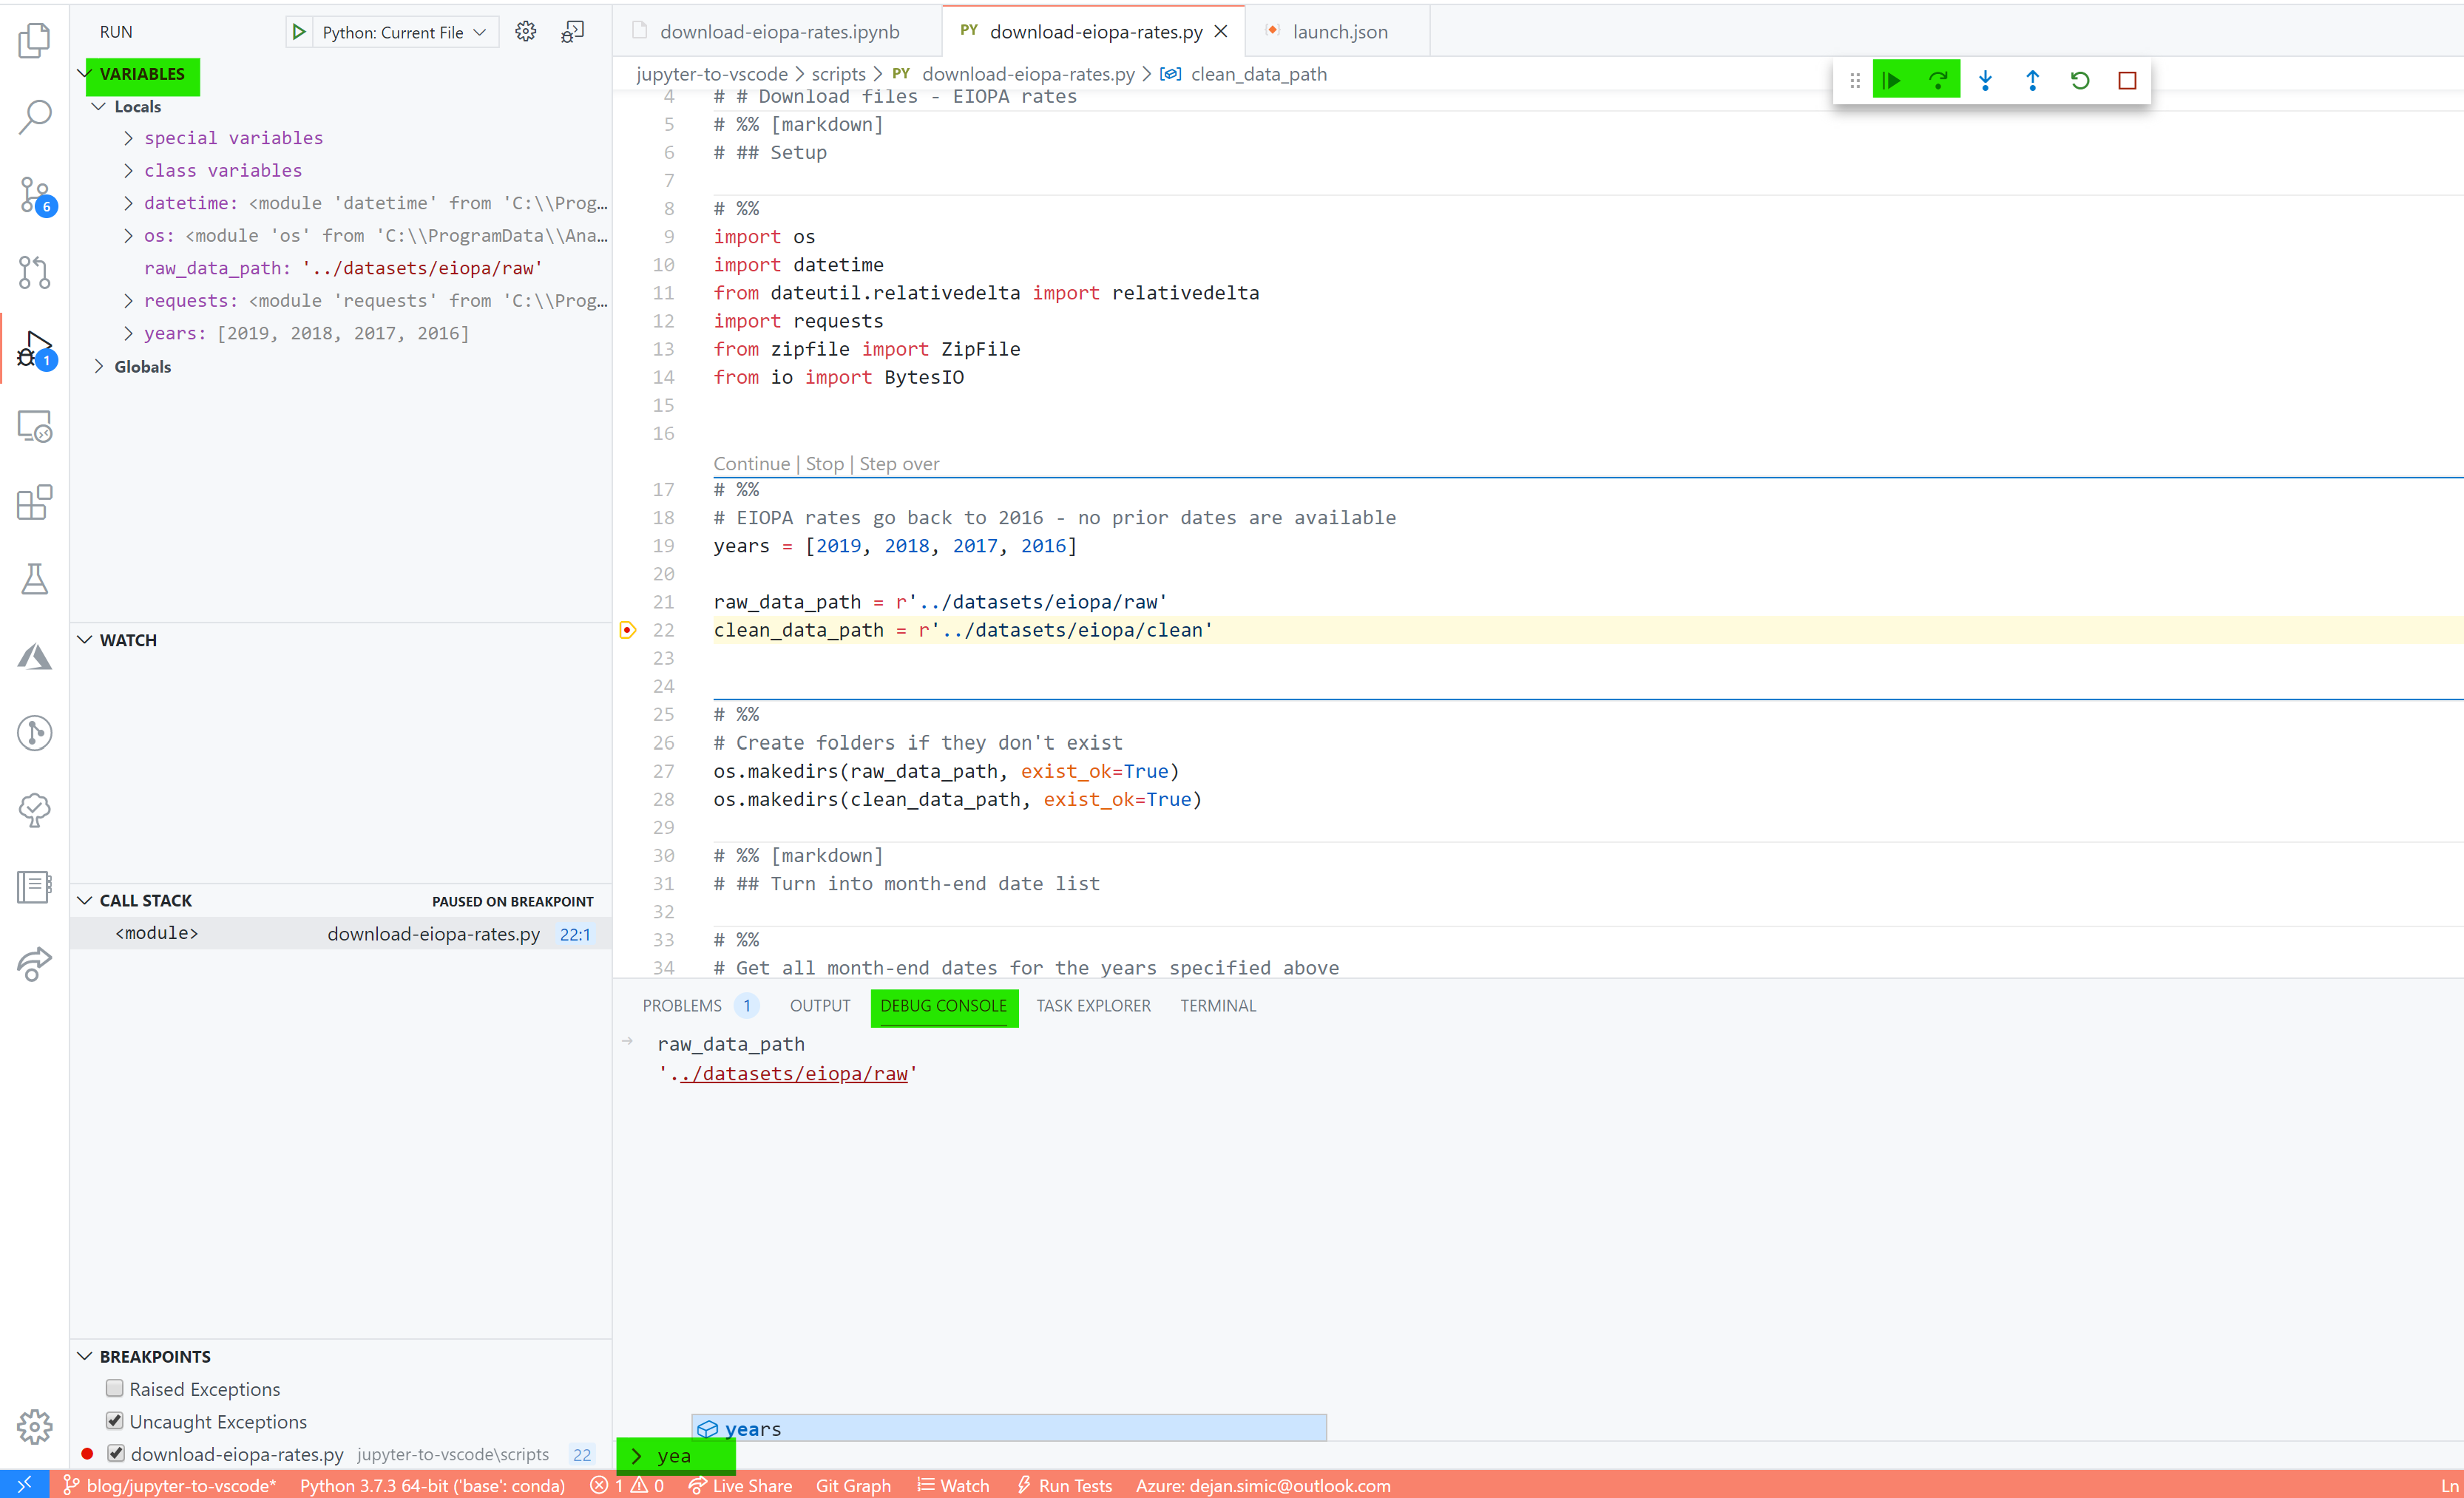 RUN
Python: Current File
VARIABLES
Locals
special variables
class variables
datetime: <module 'datetime' from 'C:\\Prog...
os: <module 'os' from 'C:\\ProgramData\\Ana...
raw_data_path: '../datasets/eiopa/raw'
requests: <module 'requests' from 'C:\\Prog...
years: [2019, 2018, 2017, 2016]
Globals
6
1
WATCH
CALL STACK PAUSED ON BREAKPOINT
<module> download-eiopa-rates.py 22:1
BREAKPOINTS
Raised Exceptions
Uncaught Exceptions
download-eiopa-rates.py jupyter-to-vscode\scripts 22
download-eiopa-rates.ipynb PY download-eiopa-rates.py launch.json
jupyter-to-vscode > scripts > PY download-eiopa-rates.py > clean_data_path
4 # # Download files - EIOPA rates
5 # %% [markdown]
6 # ## Setup
7
8 # %%
9 import os
10 import datetime
11 from dateutil.relativedelta import relativedelta
12 import requests
13 from zipfile import ZipFile
14 from io import BytesIO
15
16
Continue | Stop | Step over
17 # %%
18 # EIOPA rates go back to 2016 - no prior dates are available
19 years = [2019, 2018, 2017, 2016]
20
21 raw_data_path = r'../datasets/eiopa/raw'
22 clean_data_path = r'../datasets/eiopa/clean'
23
24
25 # %%
26 # Create folders if they don't exist
27 os.makedirs(raw_data_path, exist_ok=True)
28 os.makedirs(clean_data_path, exist_ok=True)
29
30 # %% [markdown]
31 # ## Turn into month-end date list
32
33 # %%
34 # Get all month-end dates for the years specified above
PROBLEMS 1 OUTPUT DEBUG CONSOLE TASK EXPLORER TERMINAL
raw_data_path
'../datasets/eiopa/raw'
years
> yea
blog/jupyter-to-vscode* Python 3.7.3 64-bit ('base': conda) 1 0 Live Share Git Graph Watch Run Tests Azure: dejan.simic@outlook.com Ln